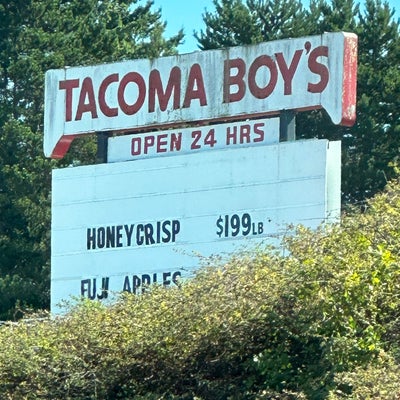 TACOMA BOY'S
OPEN 24 HRS
HONEYCRISP $199LB
FUJI APPLES